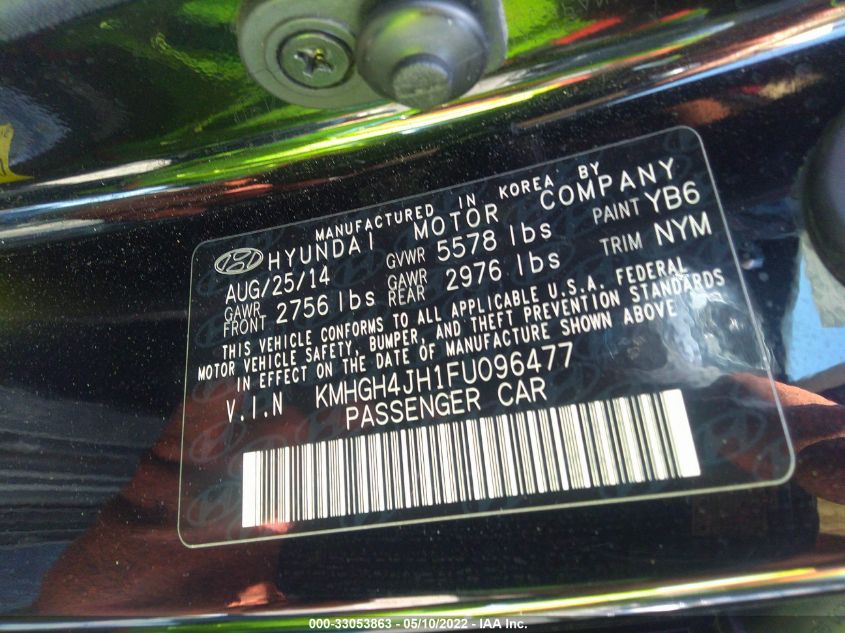 MANUFACTURED IN KOREA BY
HYUNDAI MOTOR COMPANY
AUG/25/14 GVWR 5578 lbs PAINT YB6
GAWR FRONT 2756 lbs GAWR REAR 2976 lbs TRIM NYM
THIS VEHICLE CONFORMS TO ALL APPLICABLE U.S.A. FEDERAL
MOTOR VEHICLE SAFETY, BUMPER, AND THEFT PREVENTION STANDARDS
IN EFFECT ON THE DATE OF MANUFACTURE SHOWN ABOVE
V.I.N KMHGH4JH1FU096477
PASSENGER CAR
000-33053863 - 05/10/2022 - IAA Inc.